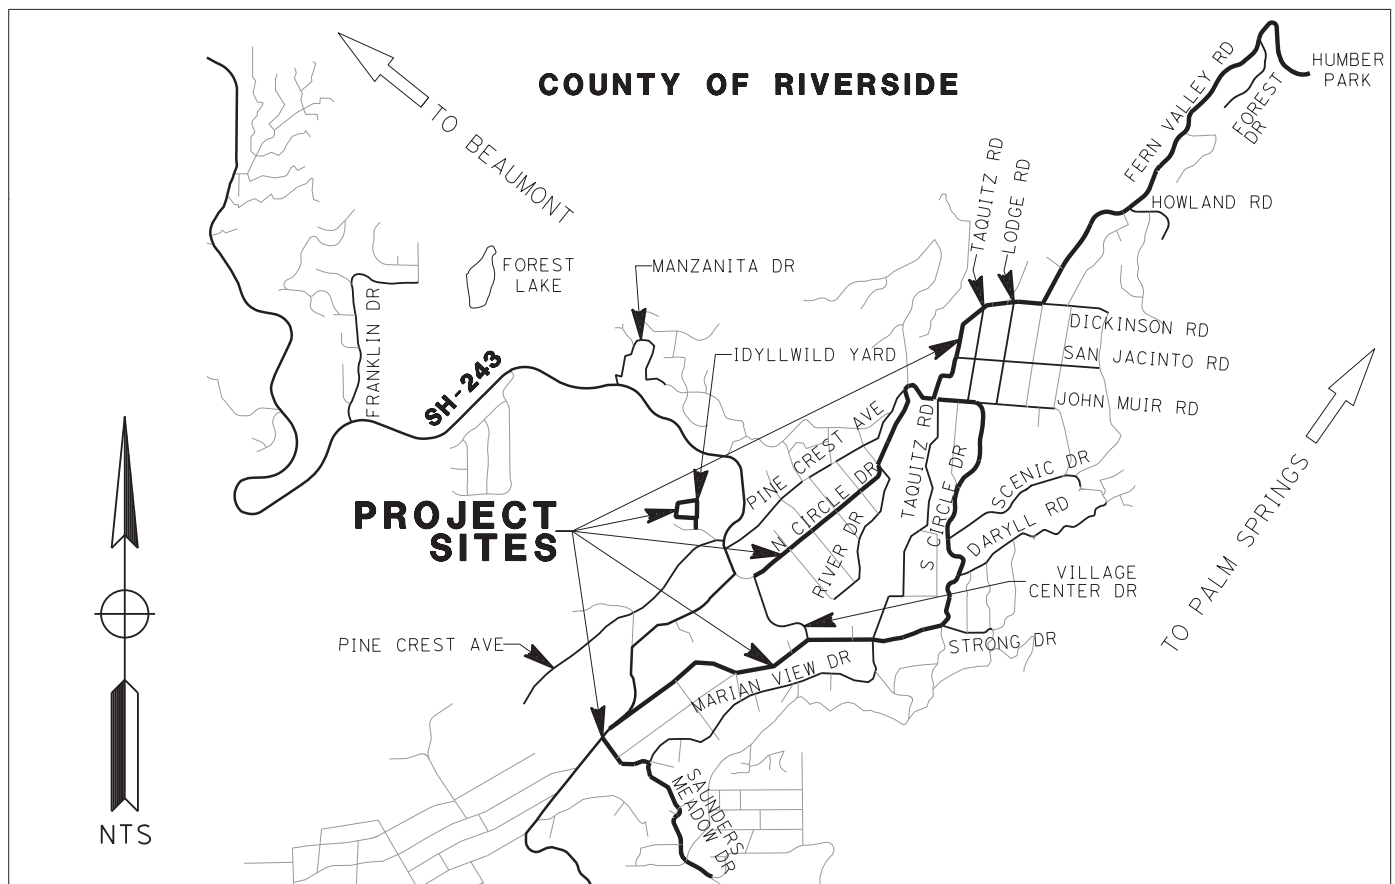 COUNTY OF RIVERSIDE
HUMBER
PARK
FERN VALLEY RD
FOREST
DR
TO BEAUMONT
TAQUITZ RD
LODGE RD
HOWLAND RD
FOREST
LAKE
MANZANITA DR
FRANKLIN DR
DICKINSON RD
SH-243
IDYLLWILD YARD
SAN JACINTO RD
JOHN MUIR RD
PINE CREST AVE
TAQUITZ RD
N CIRCLE DR
S CIRCLE DR
SCENIC DR
RIVER DR
DARYLL RD
PROJECT
SITES
TO PALM SPRINGS
VILLAGE
CENTER DR
PINE CREST AVE
STRONG DR
MARIAN VIEW DR
SAUNDERS
MEADOW DR
NTS